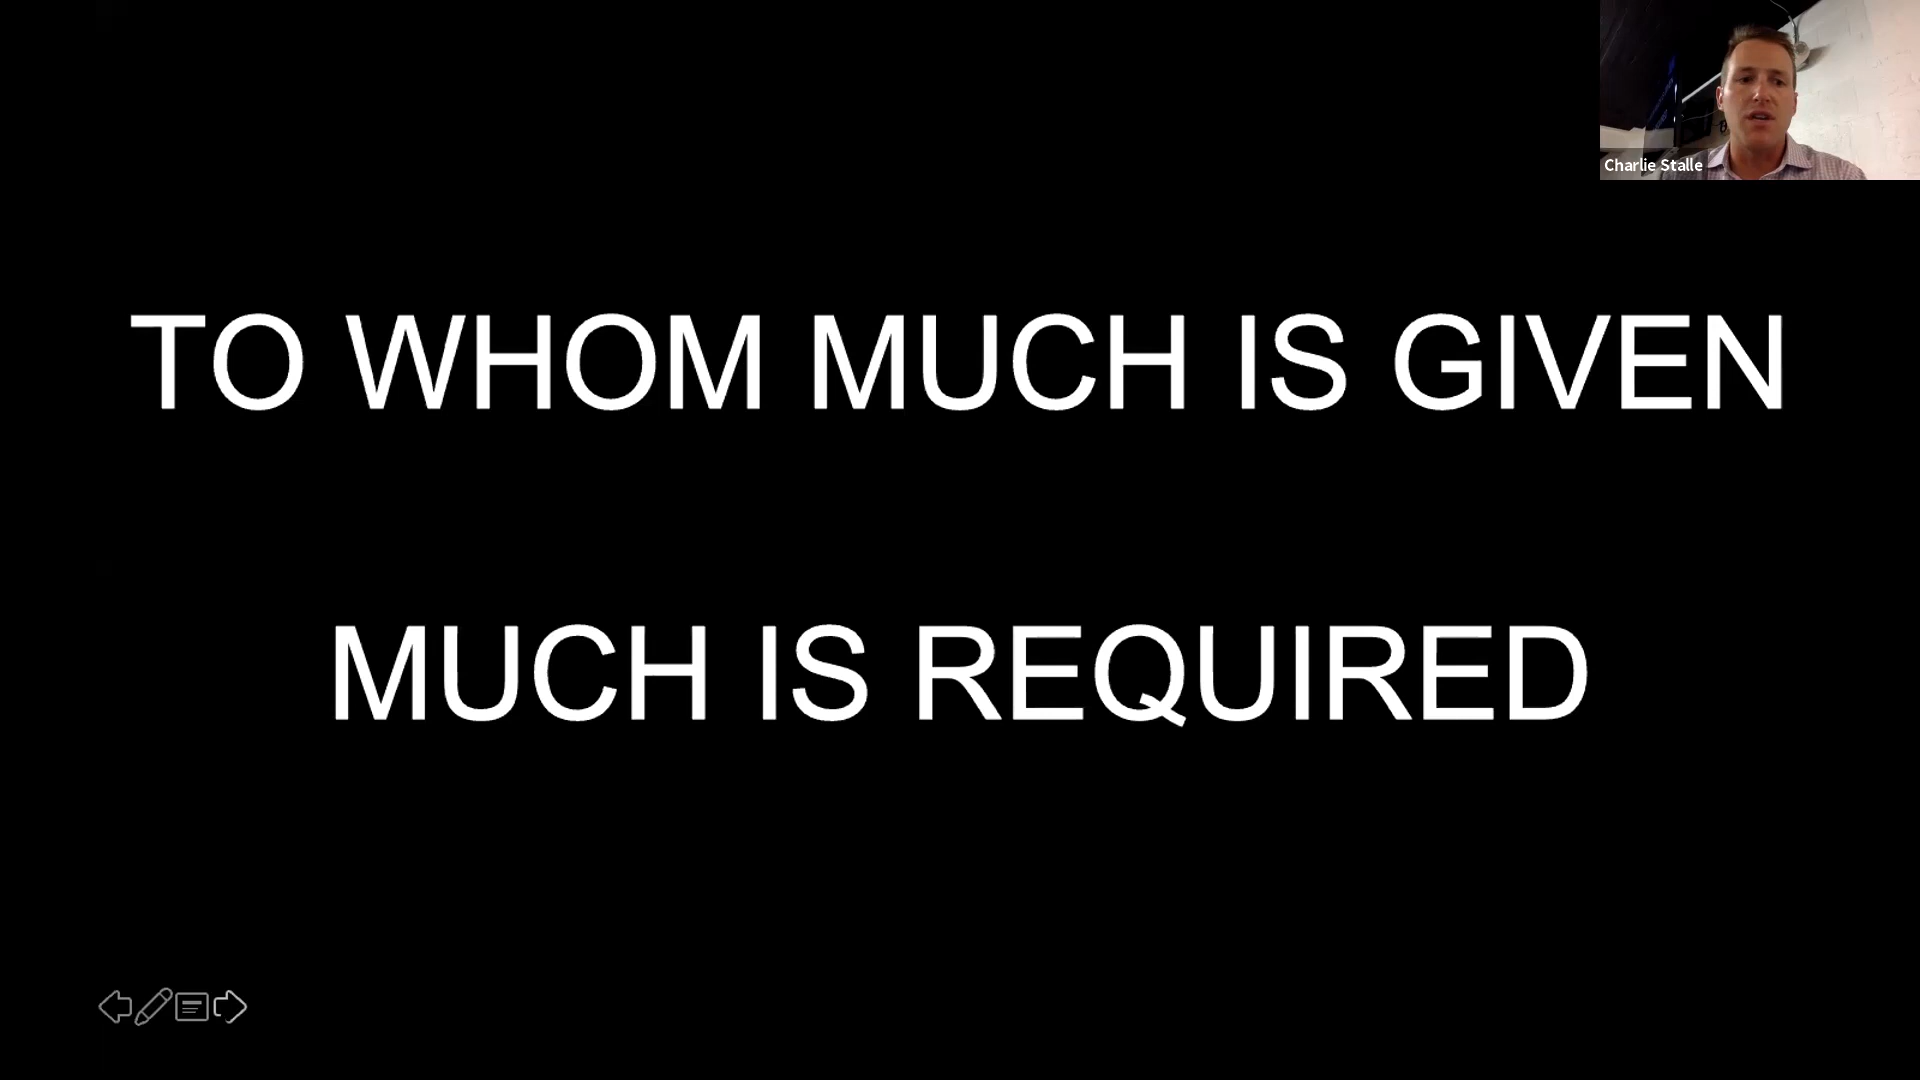 Charlie Stalle
TO WHOM MUCH IS GIVEN
MUCH IS REQUIRED